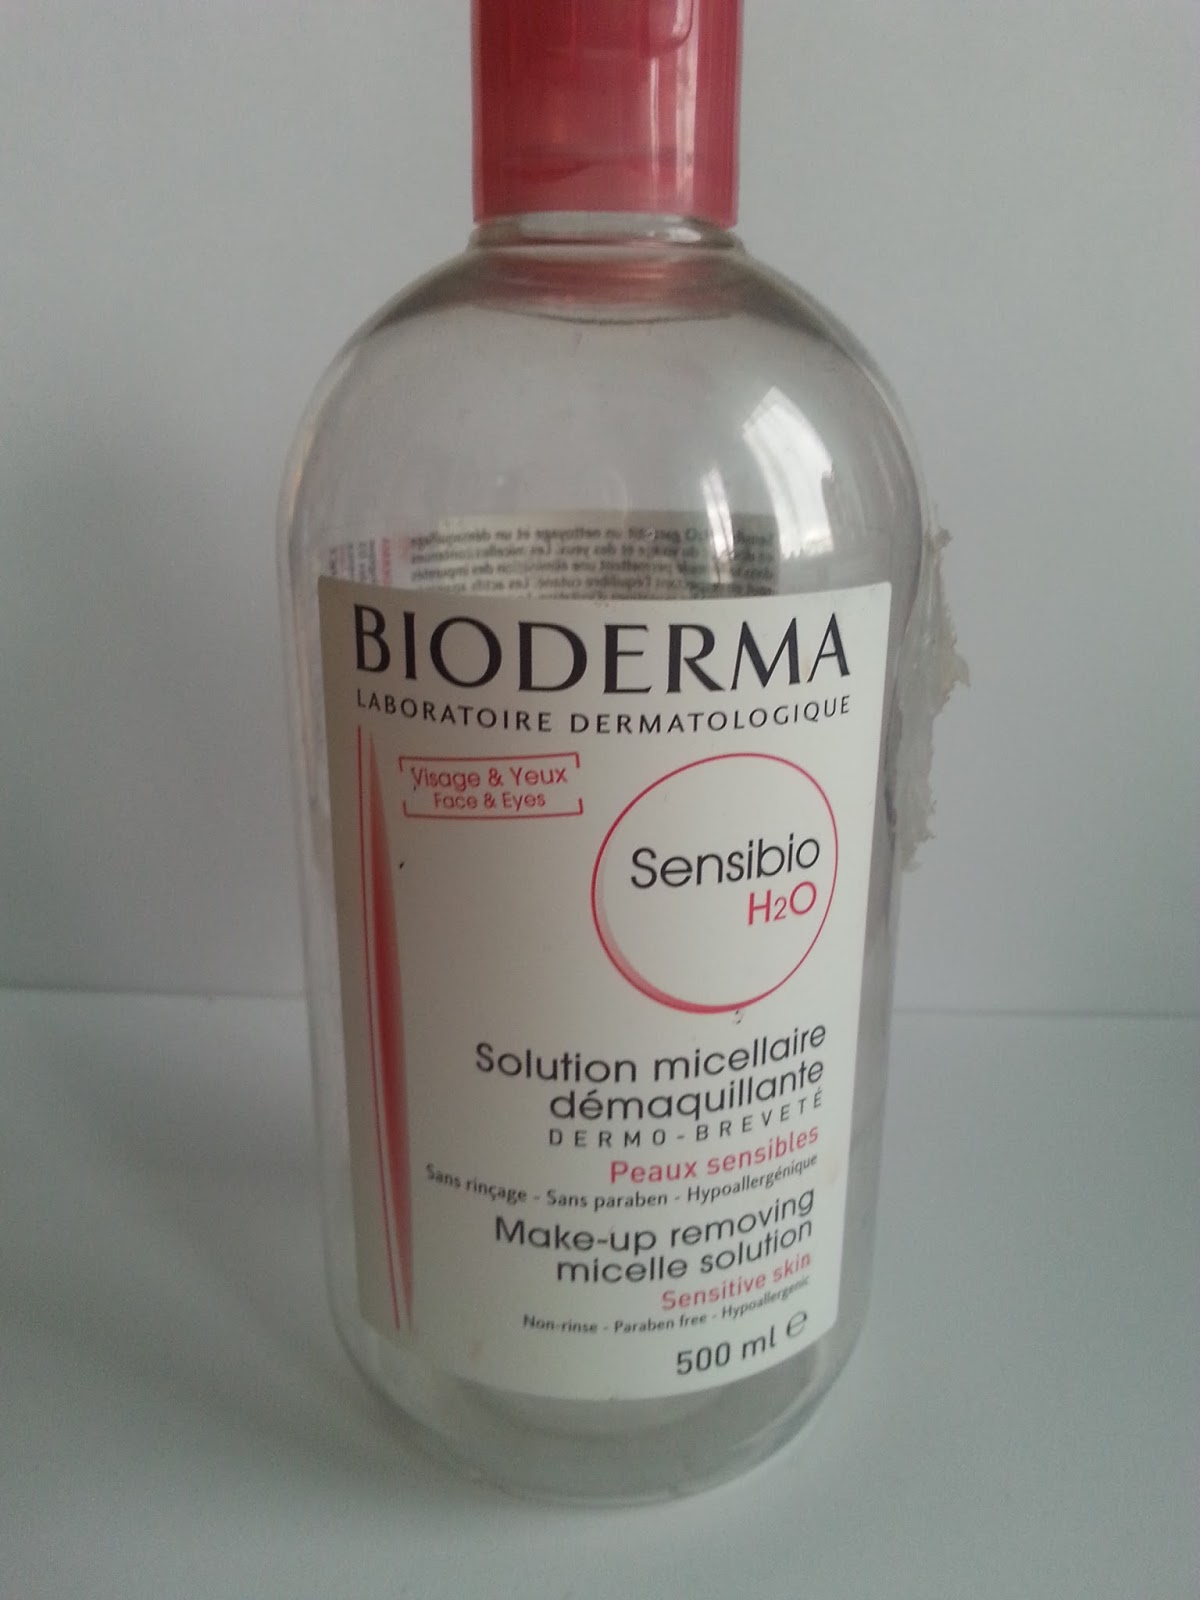 BIODERMA
LABORATOIRE DERMATOLOGIQUE
Visage & Yeux
Face & Eyes
Sensibio
H2O
Solution micellaire
démaquillante
DERMO-BREVETÉ
Peaux sensibles
Sans rinçage - Sans paraben - Hypoallergénique
Make-up removing
micelle solution
Sensitive skin
Non-rinse - Paraben free - Hypoallergenic
500 ml e